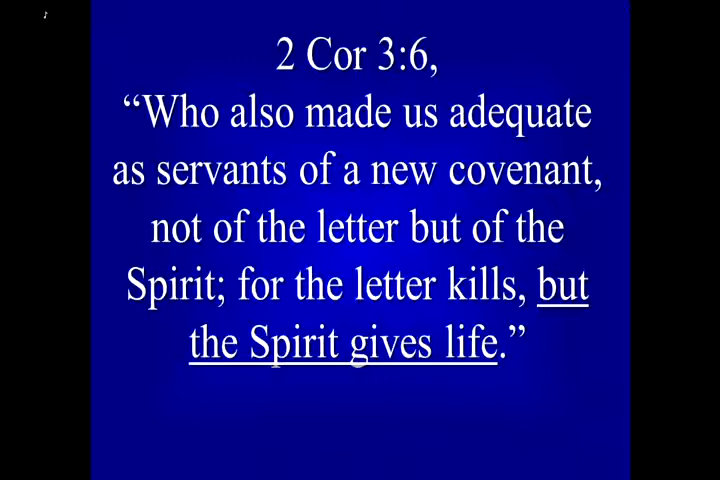 2 Cor 3:6,
“Who also made us adequate
as servants of a new covenant,
not of the letter but of the
Spirit; for the letter kills, but
the Spirit gives life.”